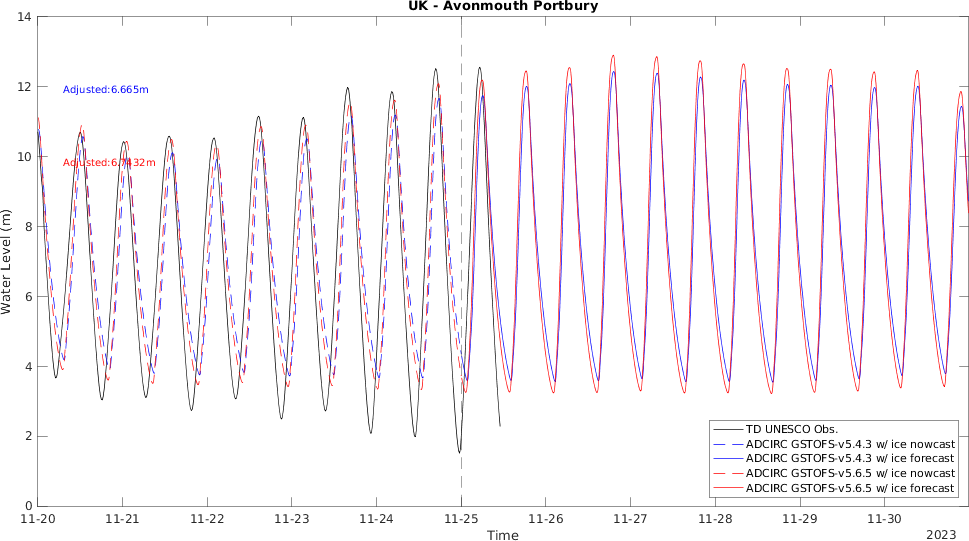 UK - Avonmouth Portbury
14
12
10
8
6
4
2
0
Water Level (m)
Adjusted:6.665m
TD UNESCO Obs.
ADCIRC GSTOFS-v5.4.3 w/ ice nowcast
ADCIRC GSTOFS-v5.4.3 w/ ice forecast
ADCIRC GSTOFS-v5.6.5 w/ ice nowcast
ADCIRC GSTOFS-v5.6.5 w/ ice forecast
11-20 11-21 11-22 11-23 11-24 11-25 11-26 11-27 11-28 11-29 11-30
Time
2023